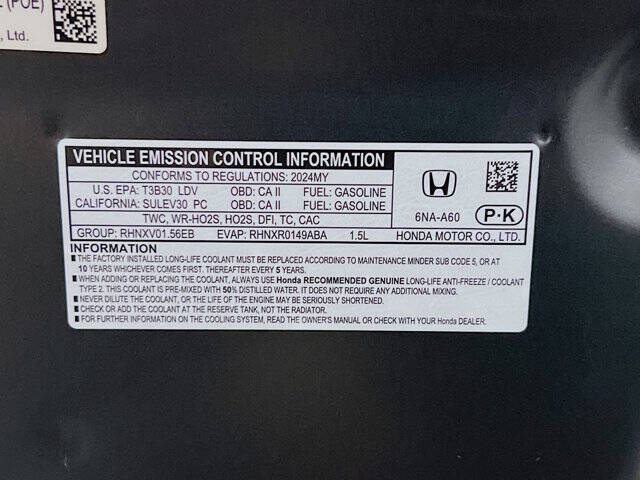 (POE)
, Ltd.
VEHICLE EMISSION CONTROL INFORMATION
CONFORMS TO REGULATIONS: 2024MY
U.S. EPA: T3B30 LDV OBD: CA II FUEL: GASOLINE
CALIFORNIA: SULEV30 PC OBD: CA II FUEL: GASOLINE
TWC, WR-HO2S, HO2S, DFI, TC, CAC
GROUP: RHNXV01.56EB EVAP: RHNXR0149ABA 1.5L
6NA-A60 P·K
HONDA MOTOR CO., LTD.
INFORMATION
■ THE FACTORY INSTALLED LONG-LIFE COOLANT MUST BE REPLACED ACCORDING TO MAINTENANCE MINDER SUB CODE 5, OR AT
10 YEARS WHICHEVER COMES FIRST. THEREAFTER EVERY 5 YEARS.
■ WHEN ADDING OR REPLACING THE COOLANT, ALWAYS USE Honda RECOMMENDED GENUINE LONG-LIFE ANTI-FREEZE / COOLANT
TYPE 2. THIS COOLANT IS PRE-MIXED WITH 50% DISTILLED WATER. IT DOES NOT REQUIRE ANY ADDITIONAL MIXING.
■ NEVER DILUTE THE COOLANT, OR THE LIFE OF THE ENGINE MAY BE SERIOUSLY SHORTENED.
■ CHECK OR ADD THE COOLANT AT THE RESERVE TANK, NOT THE RADIATOR.
■ FOR FURTHER INFORMATION ON THE COOLING SYSTEM, READ THE OWNER'S MANUAL OR CHECK WITH YOUR Honda DEALER.